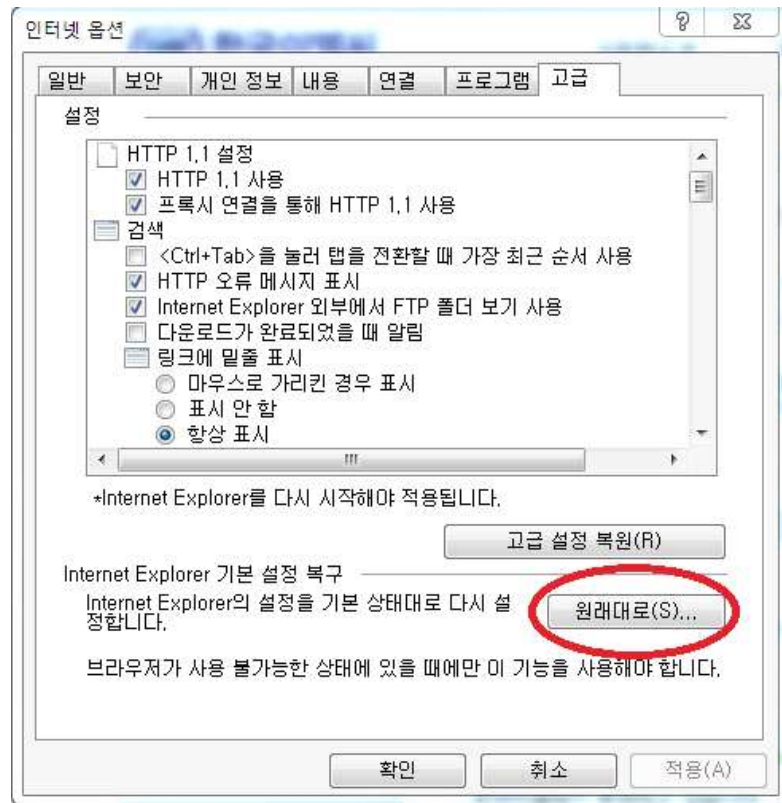 인터넷 옵션
일반 보안 개인 정보 내용 연결 프로그램 고급
설정
HTTP 1.1 설정
HTTP 1.1 사용
프록시 연결을 통해 HTTP 1.1 사용
검색
<Ctrl+Tab>을 눌러 탭을 전환할 때 가장 최근 순서 사용
HTTP 오류 메시지 표시
Internet Explorer 외부에서 FTP 폴더 보기 사용
다운로드가 완료되었을 때 알림
링크에 밑줄 표시
마우스로 가리킨 경우 표시
표시 안 함
항상 표시
*Internet Explorer를 다시 시작해야 적용됩니다.
고급 설정 복원(R)
Internet Explorer 기본 설정 복구
Internet Explorer의 설정을 기본 상태대로 다시 설
정합니다.
원래대로(S)...
브라우저가 사용 불가능한 상태에 있을 때에만 이 기능을 사용해야 합니다.
확인 취소 적용(A)